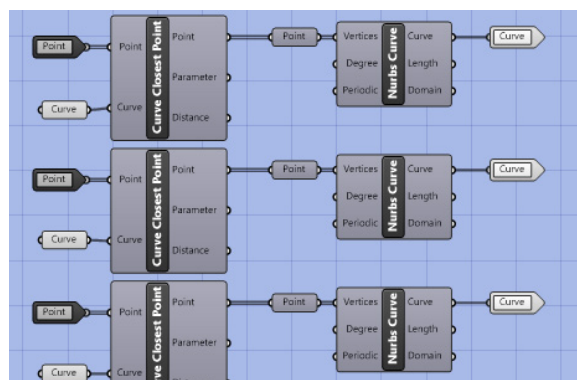 Point Point Point Curve Closest Point Point Vertices Nurbs Curve Curve Curve
Parameter Degree Length
Curve Curve Distance Periodic Domain
Point Point Point Curve Closest Point Point Vertices Nurbs Curve Curve Curve
Parameter Degree Length
Curve Curve Distance Periodic Domain
Point Point Point Point Vertices Nurbs Curve Curve Curve
Parameter Degree Length
Curve Curve Closest Point Periodic Domain